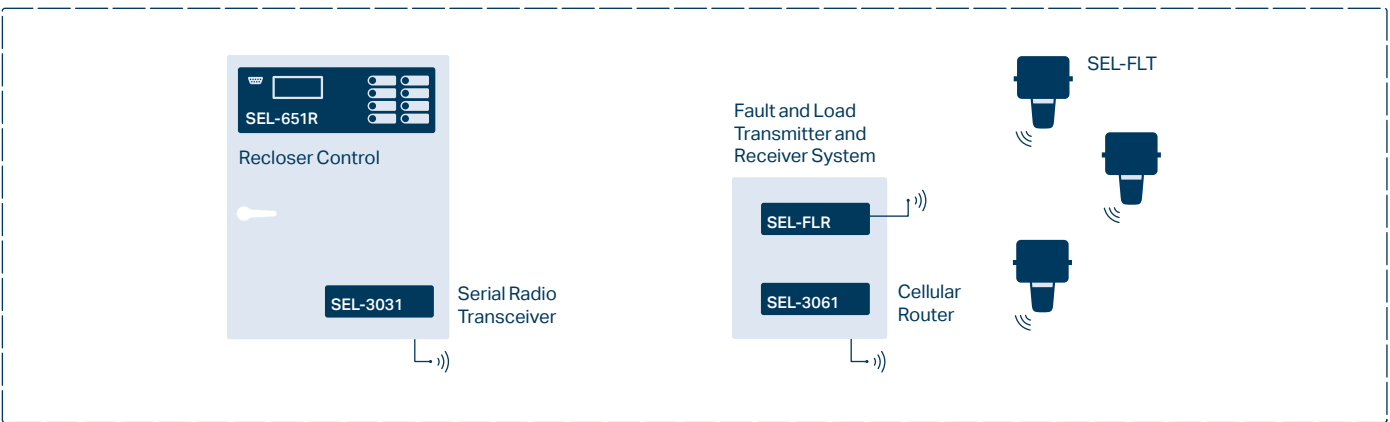 SEL-651R
Recloser Control
SEL-3031
Serial Radio
Transceiver
Fault and Load
Transmitter and
Receiver System
SEL-FLR
SEL-3061
Cellular
Router
SEL-FLT